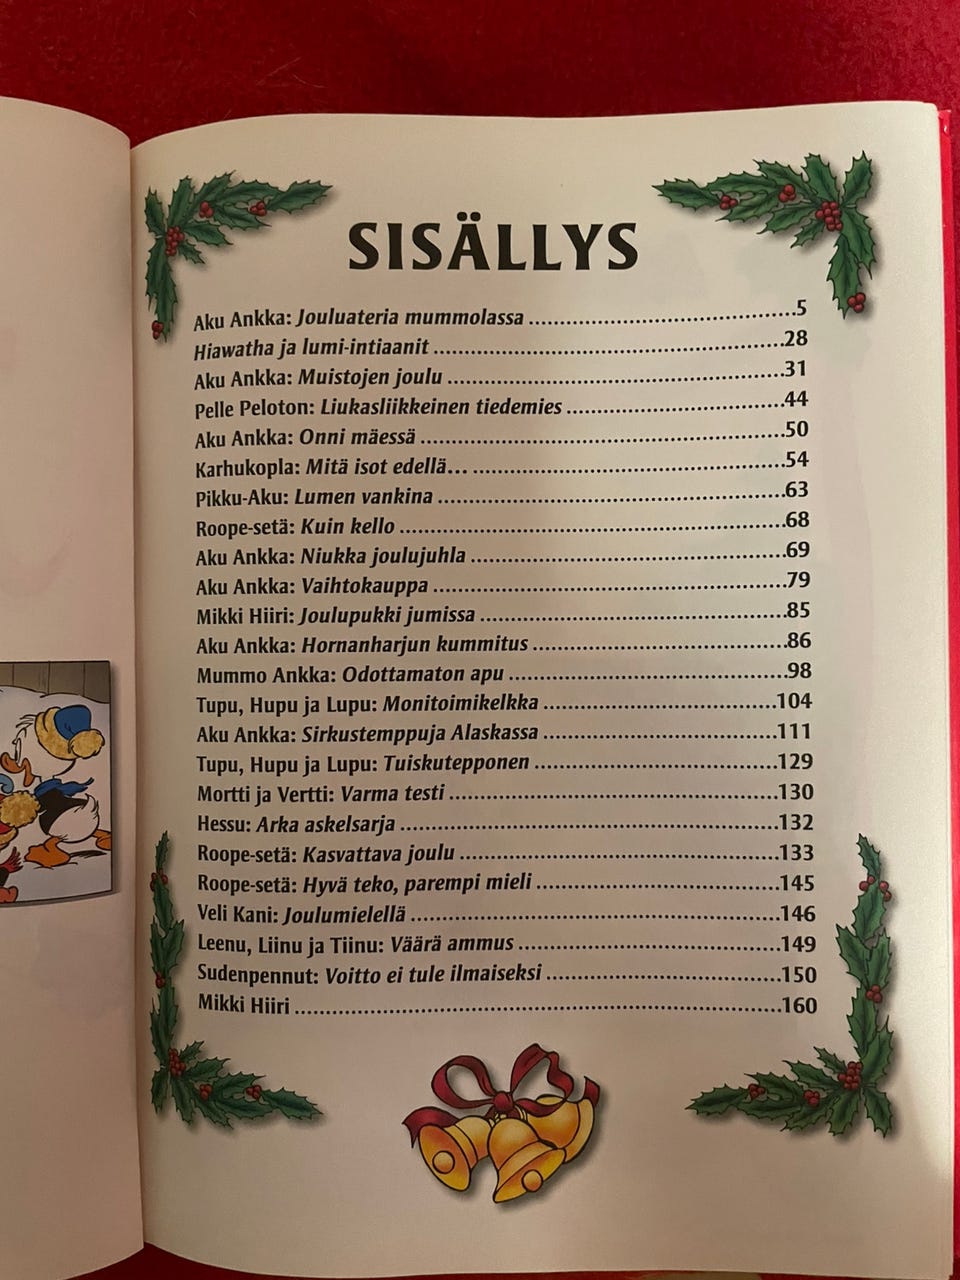 SISÄLLYS
Aku Ankka: Jouluateria mummolassa ....................................5
Hiawatha ja lumi-intiaanit ....................................28
Aku Ankka: Muistojen joulu ....................................31
Pelle Peloton: Liukasliikkeinen tiedemies ....................................44
Aku Ankka: Onni mäessä ....................................50
Karhukopla: Mitä isot edellä... ....................................54
Pikku-Aku: Lumen vankina ....................................63
Roope-setä: Kuin kello ....................................68
Aku Ankka: Niukka joulujuhla ....................................69
Aku Ankka: Vaihtokauppa ....................................79
Mikki Hiiri: Joulupukki jumissa ....................................85
Aku Ankka: Hornanharjun kummitus ....................................86
Mummo Ankka: Odottamaton apu ....................................98
Tupu, Hupu ja Lupu: Monitoimikelkka ....................................104
Aku Ankka: Sirkustemppuja Alaskassa ....................................111
Tupu, Hupu ja Lupu: Tuiskutepponen ....................................129
Mortti ja Vertti: Varma testi ....................................130
Hessu: Arka askelsarja ....................................132
Roope-setä: Kasvattava joulu ....................................133
Roope-setä: Hyvä teko, parempi mieli ....................................145
Veli Kani: Joulumielellä ....................................146
Leenu, Liinu ja Tiinu: Väärä ammus ....................................149
Sudenpennut: Voitto ei tule ilmaiseksi ....................................150
Mikki Hiiri ....................................160